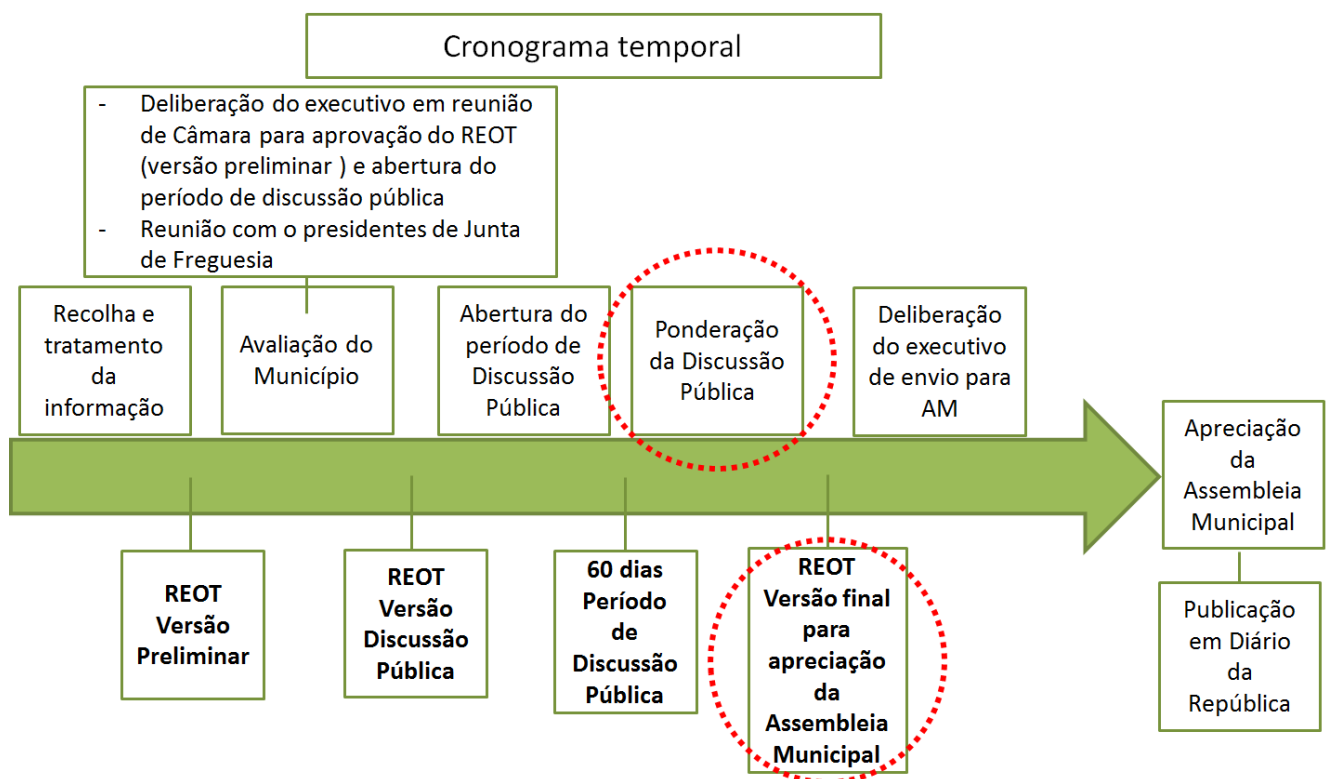 Cronograma temporal
- Deliberação do executivo em reunião
de Câmara para aprovação do REOT
(versão preliminar ) e abertura do
período de discussão pública
- Reunião com o presidentes de Junta
de Freguesia
Recolha e
tratamento
da
informação
Avaliação do
Município
Abertura do
período de
Discussão
Pública
Ponderação
da Discussão
Pública
Deliberação
do executivo
de envio para
AM
Apreciação
da
Assembleia
Municipal
REOT
Versão
Preliminar
REOT
Versão
Discussão
Pública
60 dias
Período
de
Discussão
Pública
REOT
Versão final
para
apreciação
da
Assembleia
Municipal
Publicação
em Diário
da
República